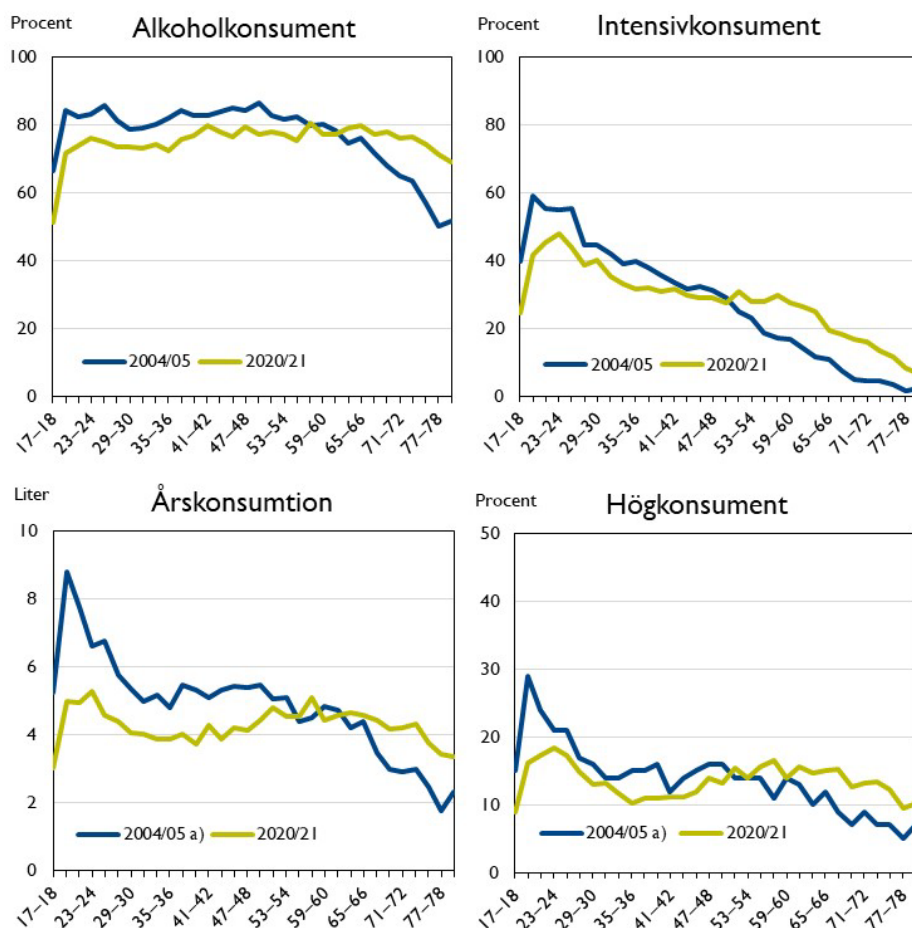 Procent
Alkoholkonsument
100
80
60
40
20
0
2004/05 2020/21
17–18 23–24 29–30 35–36 41–42 47–48 53–54 59–60 65–66 71–72 77–78
Procent
Intensivkonsument
100
80
60
40
20
0
2004/05 2020/21
17–18 23–24 29–30 35–36 41–42 47–48 53–54 59–60 65–66 71–72 77–78
Liter
Årskonsumtion
10
8
6
4
2
0
2004/05 a) 2020/21
17–18 23–24 29–30 35–36 41–42 47–48 53–54 59–60 65–66 71–72 77–78
Procent
Högkonsument
50
40
30
20
10
0
2004/05 a) 2020/21
17–18 23–24 29–30 35–36 41–42 47–48 53–54 59–60 65–66 71–72 77–78